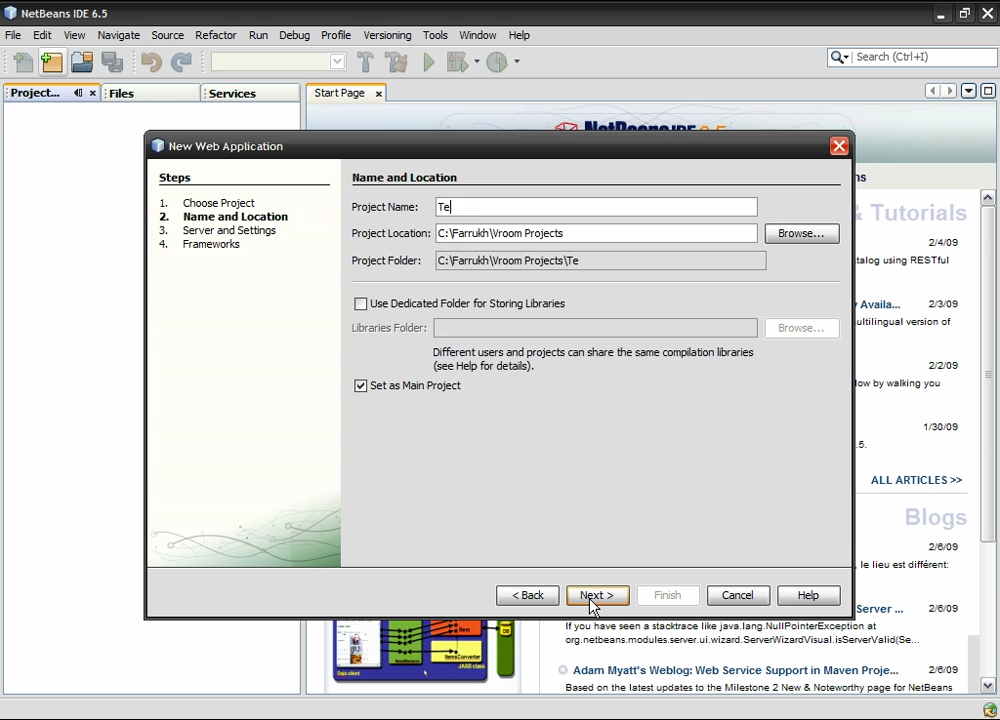 NetBeans IDE 6.5
File Edit View Navigate Source Refactor Run Debug Profile Versioning Tools Window Help
Search (Ctrl+I)
Project... Files Services Start Page
New Web Application
Steps
1. Choose Project
2. Name and Location
3. Server and Settings
4. Frameworks
Name and Location
Project Name: Te
Project Location: C:\Farrukh\Vroom Projects Browse...
Project Folder: C:\Farrukh\Vroom Projects\Te
Use Dedicated Folder for Storing Libraries
Libraries Folder: Browse...
Different users and projects can share the same compilation libraries
(see Help for details).
Set as Main Project
< Back Next > Finish Cancel Help
& Tutorials
2/4/09
talog using RESTful
Availa... 2/3/09
ultilingual version of
2/2/09
low by walking you
1/30/09
.5.
ALL ARTICLES >>
Blogs
2/6/09
, le lieu est différent:
Server ... 2/6/09
If you have seen a stacktrace like java.lang.NullPointerException at
org.netbeans.modules.server.ui.wizard.ServerWizardVisual.isServerValid(Se...
Adam Myatt's Weblog: Web Service Support in Maven Proje... 2/6/09
Based on the latest updates to the Milestone 2 New & Noteworthy page for NetBeans
Item
DB
ItemsConverter
JAXB class
Dojo client